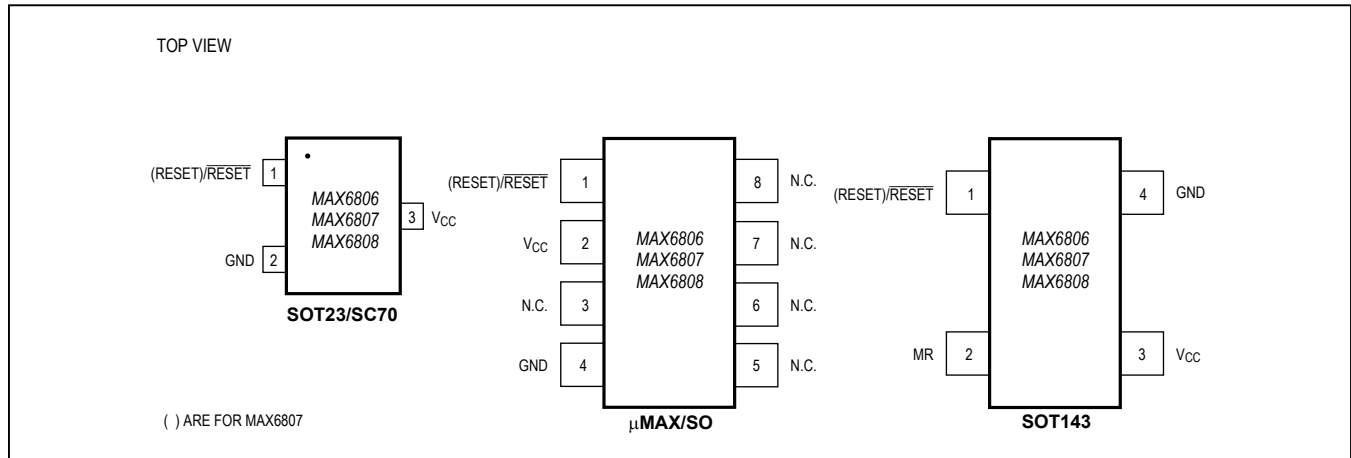 TOP VIEW
(RESET)/RESET 1
GND 2
3 VCC
MAX6806
MAX6807
MAX6808
SOT23/SC70
(RESET)/RESET 1
VCC 2
N.C. 3
GND 4
MAX6806
MAX6807
MAX6808
8 N.C.
7 N.C.
6 N.C.
5 N.C.
μMAX/SO
(RESET)/RESET 1
MR 2
MAX6806
MAX6807
MAX6808
4 GND
3 VCC
SOT143
( ) ARE FOR MAX6807